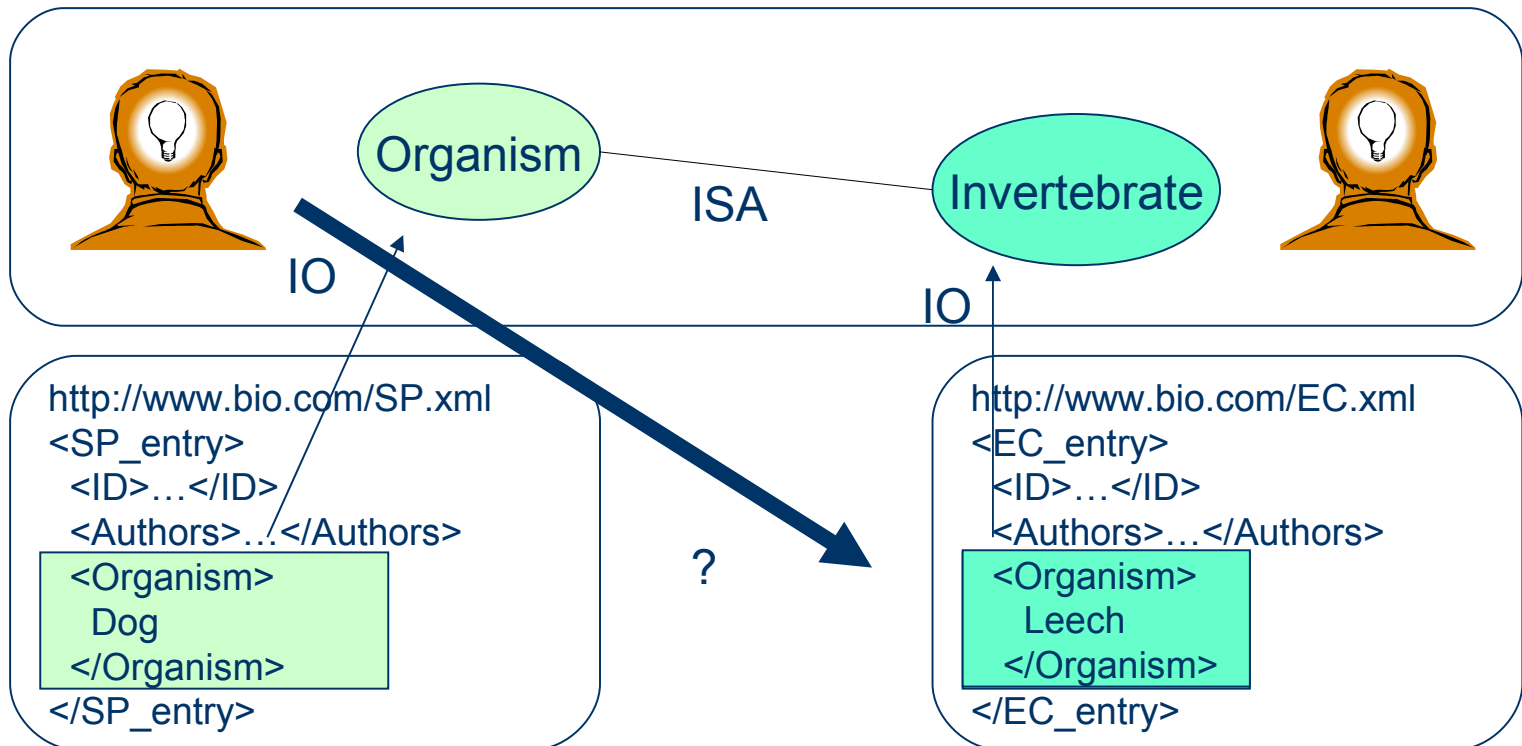 Organism
Invertebrate
ISA
IO
IO
http://www.bio.com/SP.xml
<SP_entry>
<ID>…</ID>
<Authors>…</Authors>
<Organism>
Dog
</Organism>
</SP_entry>
?
http://www.bio.com/EC.xml
<EC_entry>
<ID>…</ID>
<Authors>…</Authors>
<Organism>
Leech
</Organism>
</EC_entry>